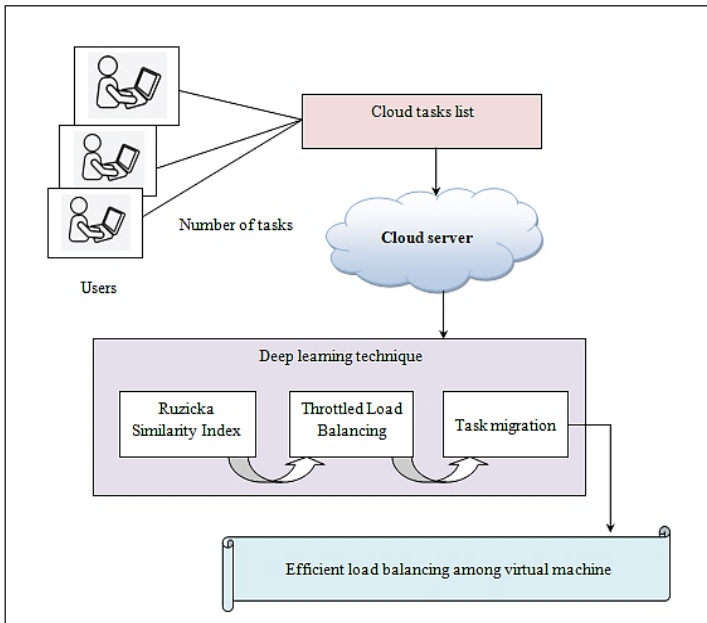 Cloud tasks list
Number of tasks
Cloud server
Users
Deep learning technique
Ruzicka
Similarity Index
Throttled Load
Balancing
Task migration
Efficient load balancing among virtual machine